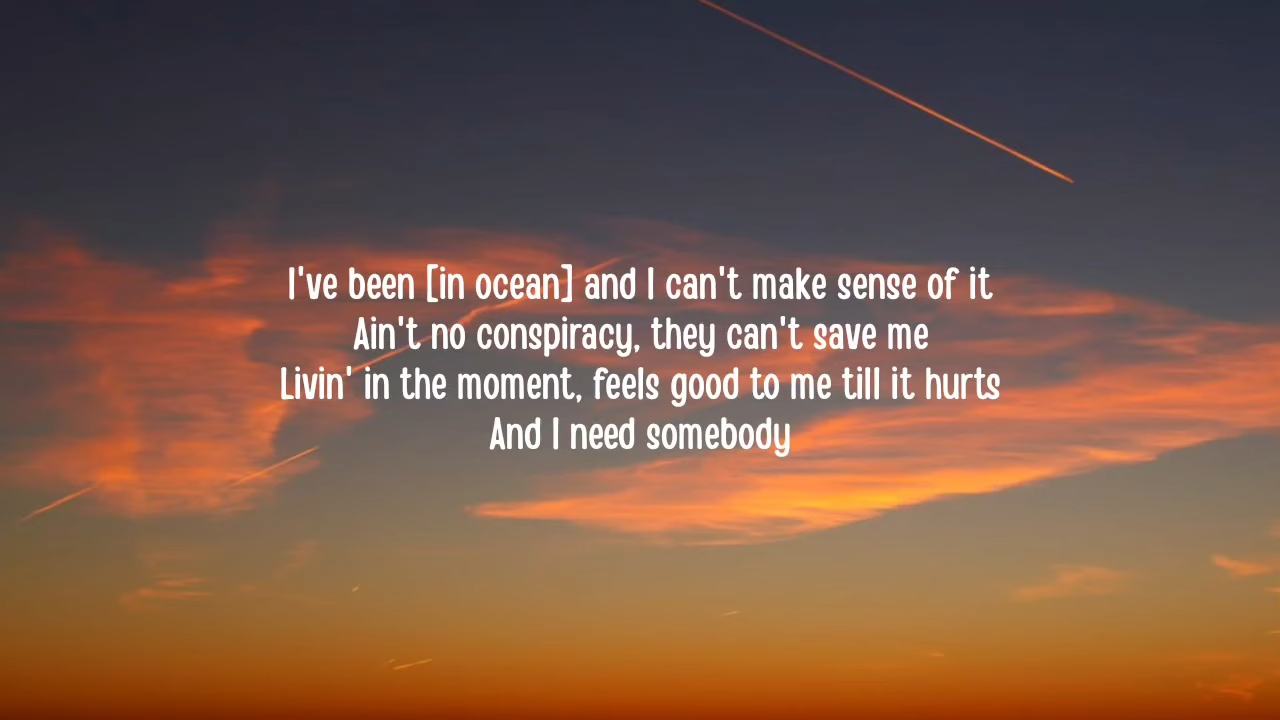 I've been [in ocean] and I can't make sense of it
Ain't no conspiracy, they can't save me
Livin' in the moment, feels good to me till it hurts
And I need somebody